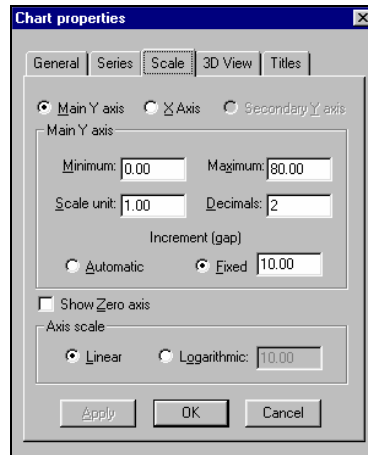 Chart properties
General Series Scale 3D View Titles
Main Y axis X Axis Secondary Y axis
Main Y axis
Minimum: 0.00 Maximum: 80.00
Scale unit: 1.00 Decimals: 2
Increment (gap)
Automatic Fixed 10.00
Show Zero axis
Axis scale
Linear Logarithmic: 10.00
Apply OK Cancel